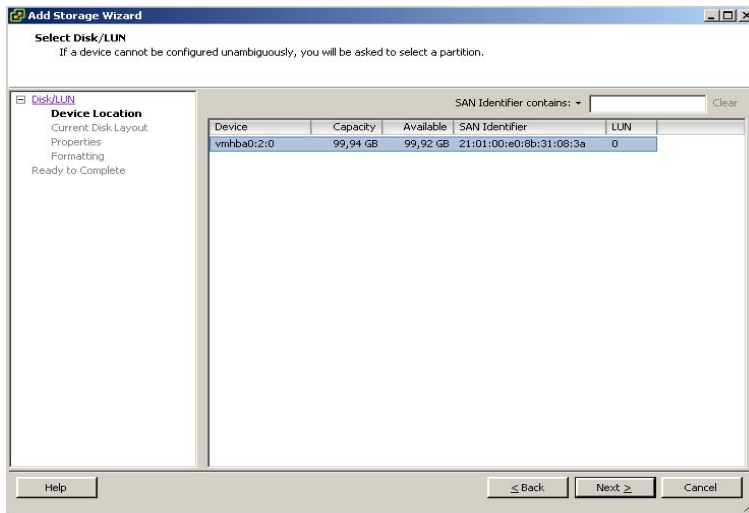 Add Storage Wizard
Select Disk/LUN
If a device cannot be configured unambiguously, you will be asked to select a partition.
Disk/LUN
Device Location
Current Disk Layout
Properties
Formatting
Ready to Complete
SAN Identifier contains: Clear
Device Capacity Available SAN Identifier LUN
vmhba0:2:0 99,94 GB 99,92 GB 21:01:00:e0:8b:31:08:3a 0
Help < Back Next > Cancel